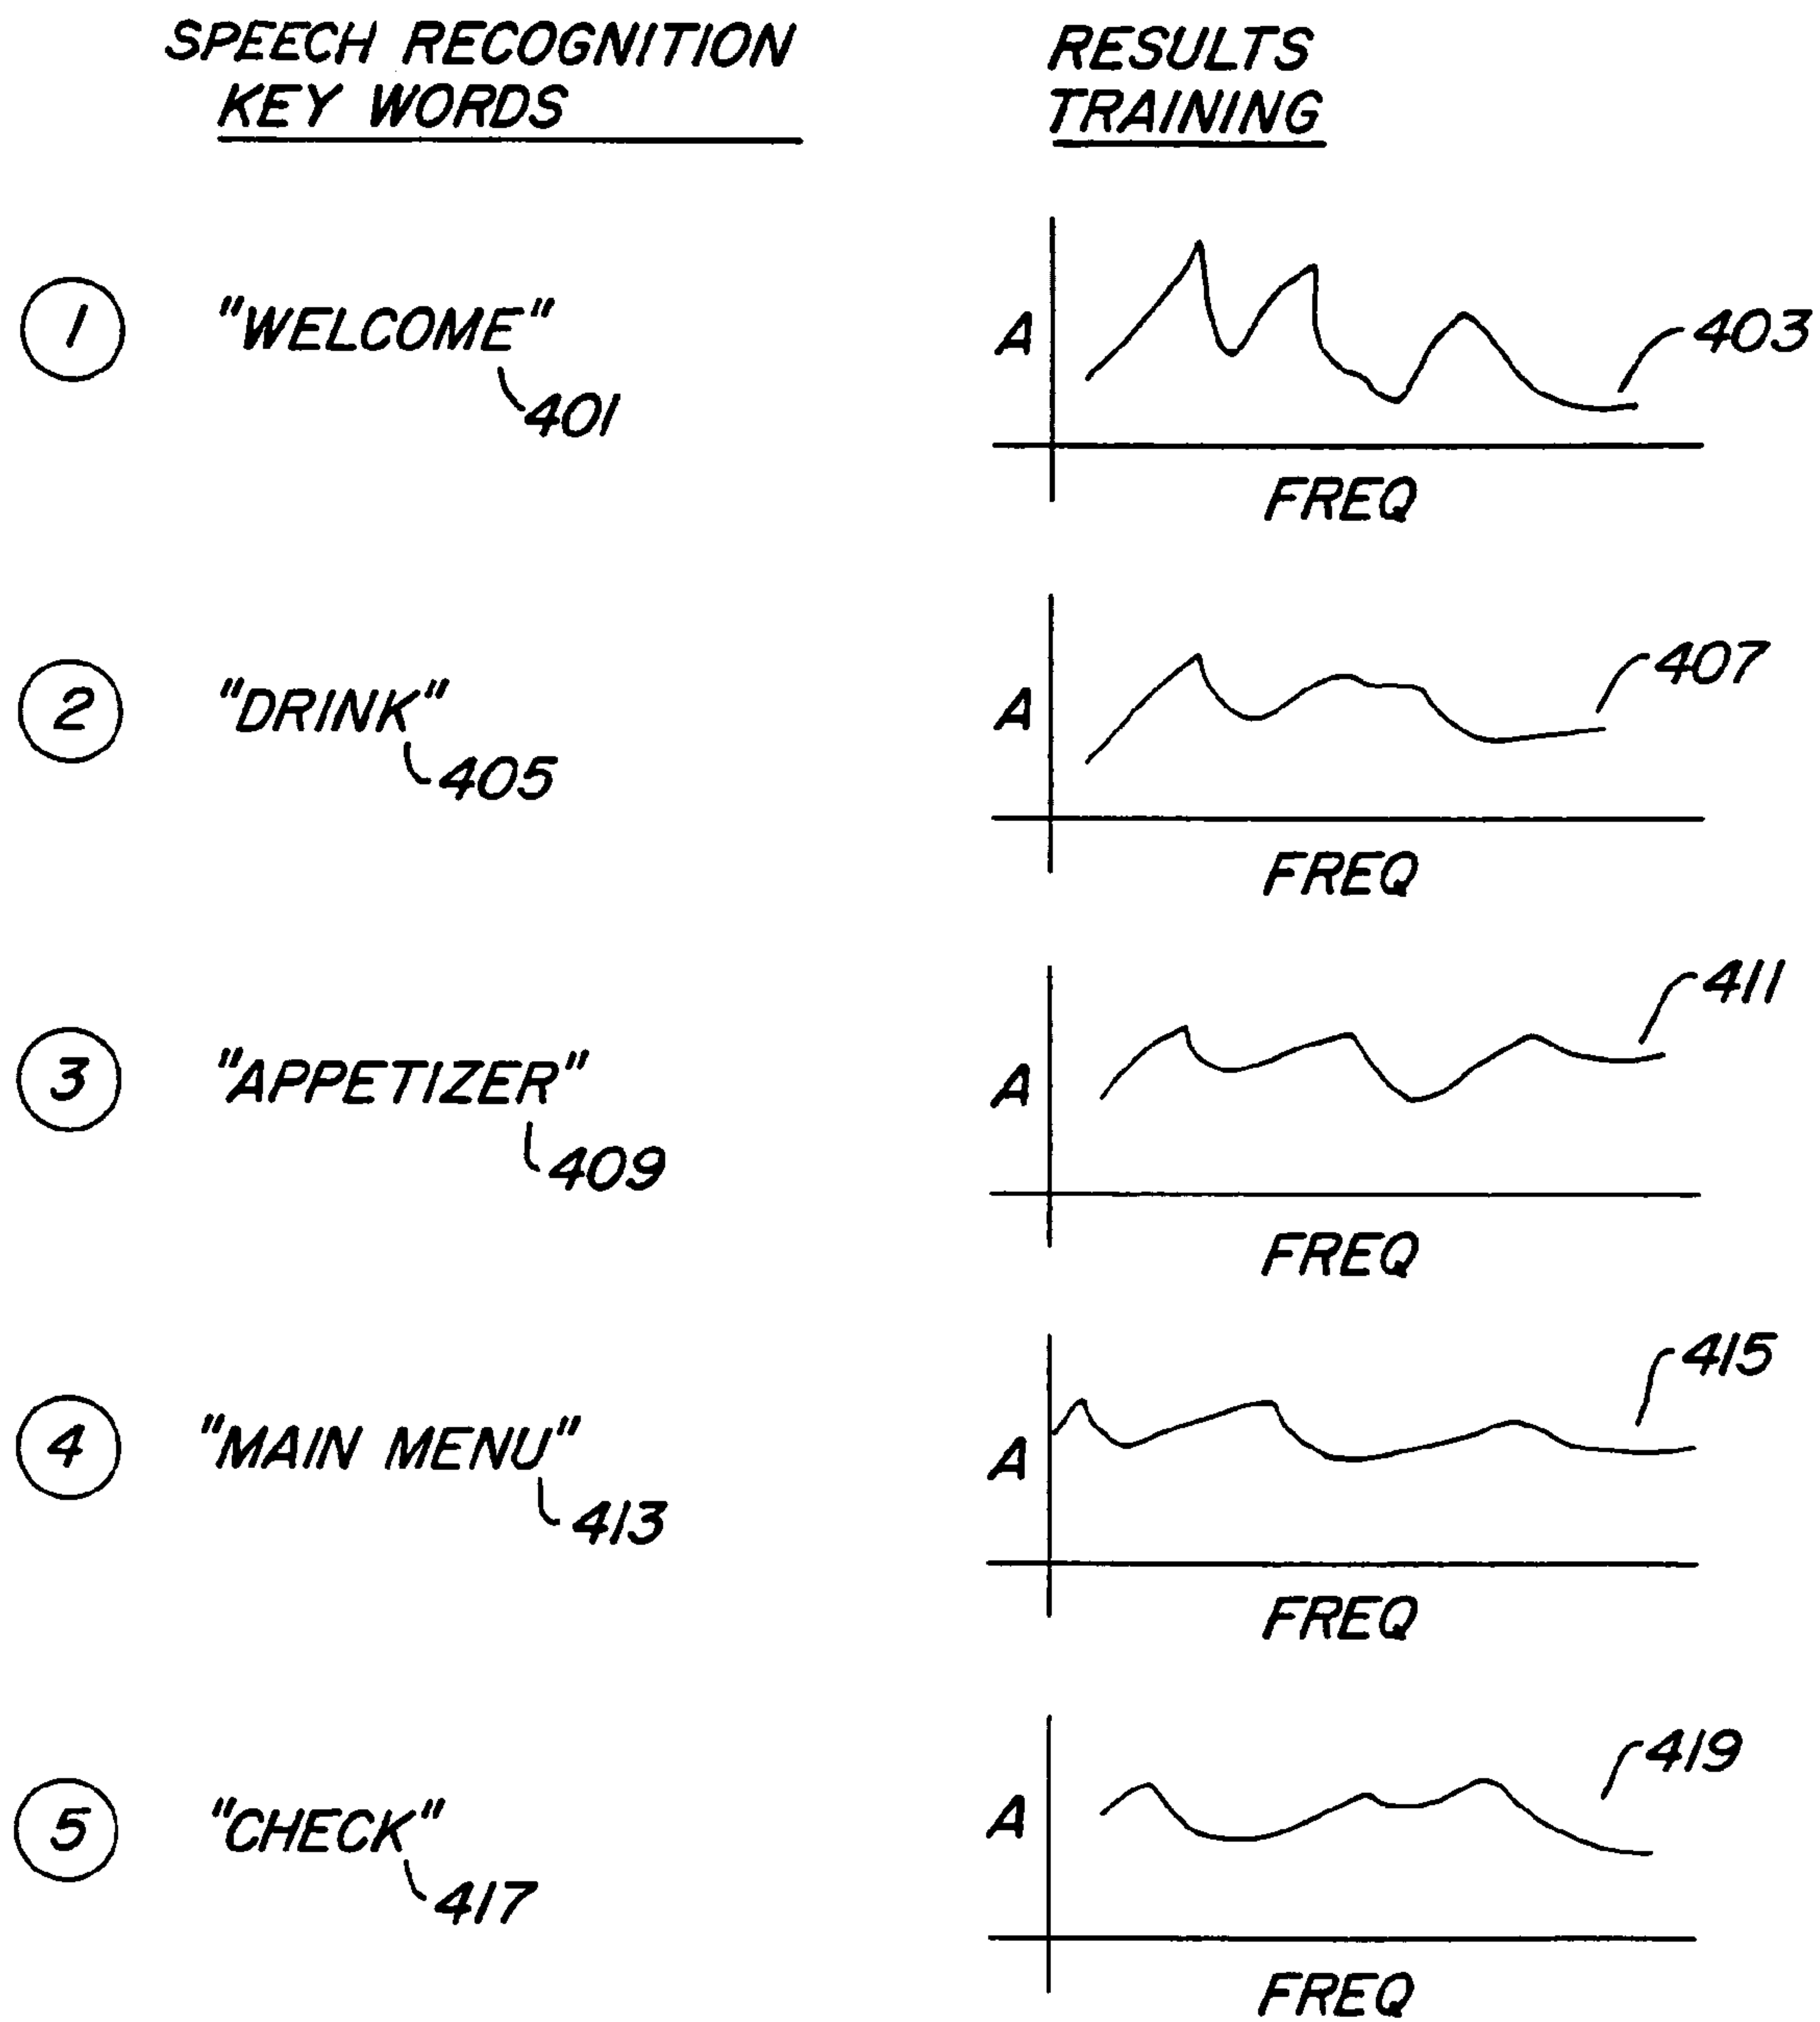 SPEECH RECOGNITION
KEY WORDS
RESULTS
TRAINING
1
"WELCOME"
401
A
403
FREQ
2
"DRINK"
405
A
407
FREQ
3
"APPETIZER"
409
A
411
FREQ
4
"MAIN MENU"
413
A
415
FREQ
5
"CHECK"
417
A
419
FREQ